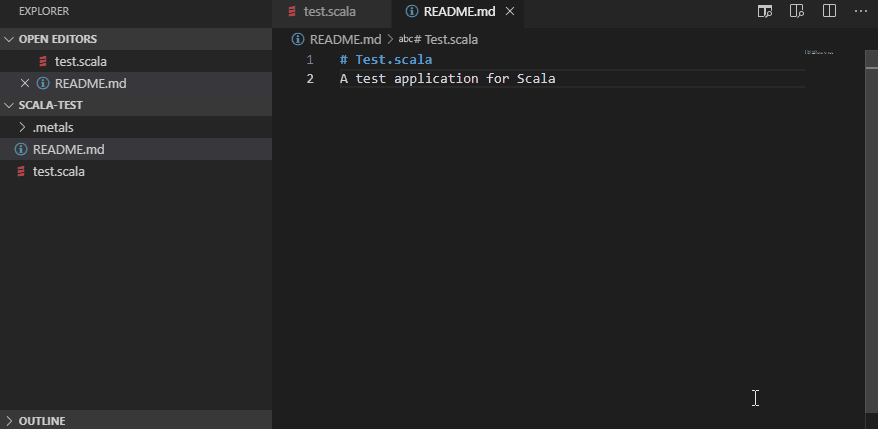 EXPLORER
OPEN EDITORS
test.scala
README.md
SCALA-TEST
.metals
README.md
test.scala
OUTLINE
test.scala README.md
README.md > abc# Test.scala
1 # Test.scala
2 A test application for Scala